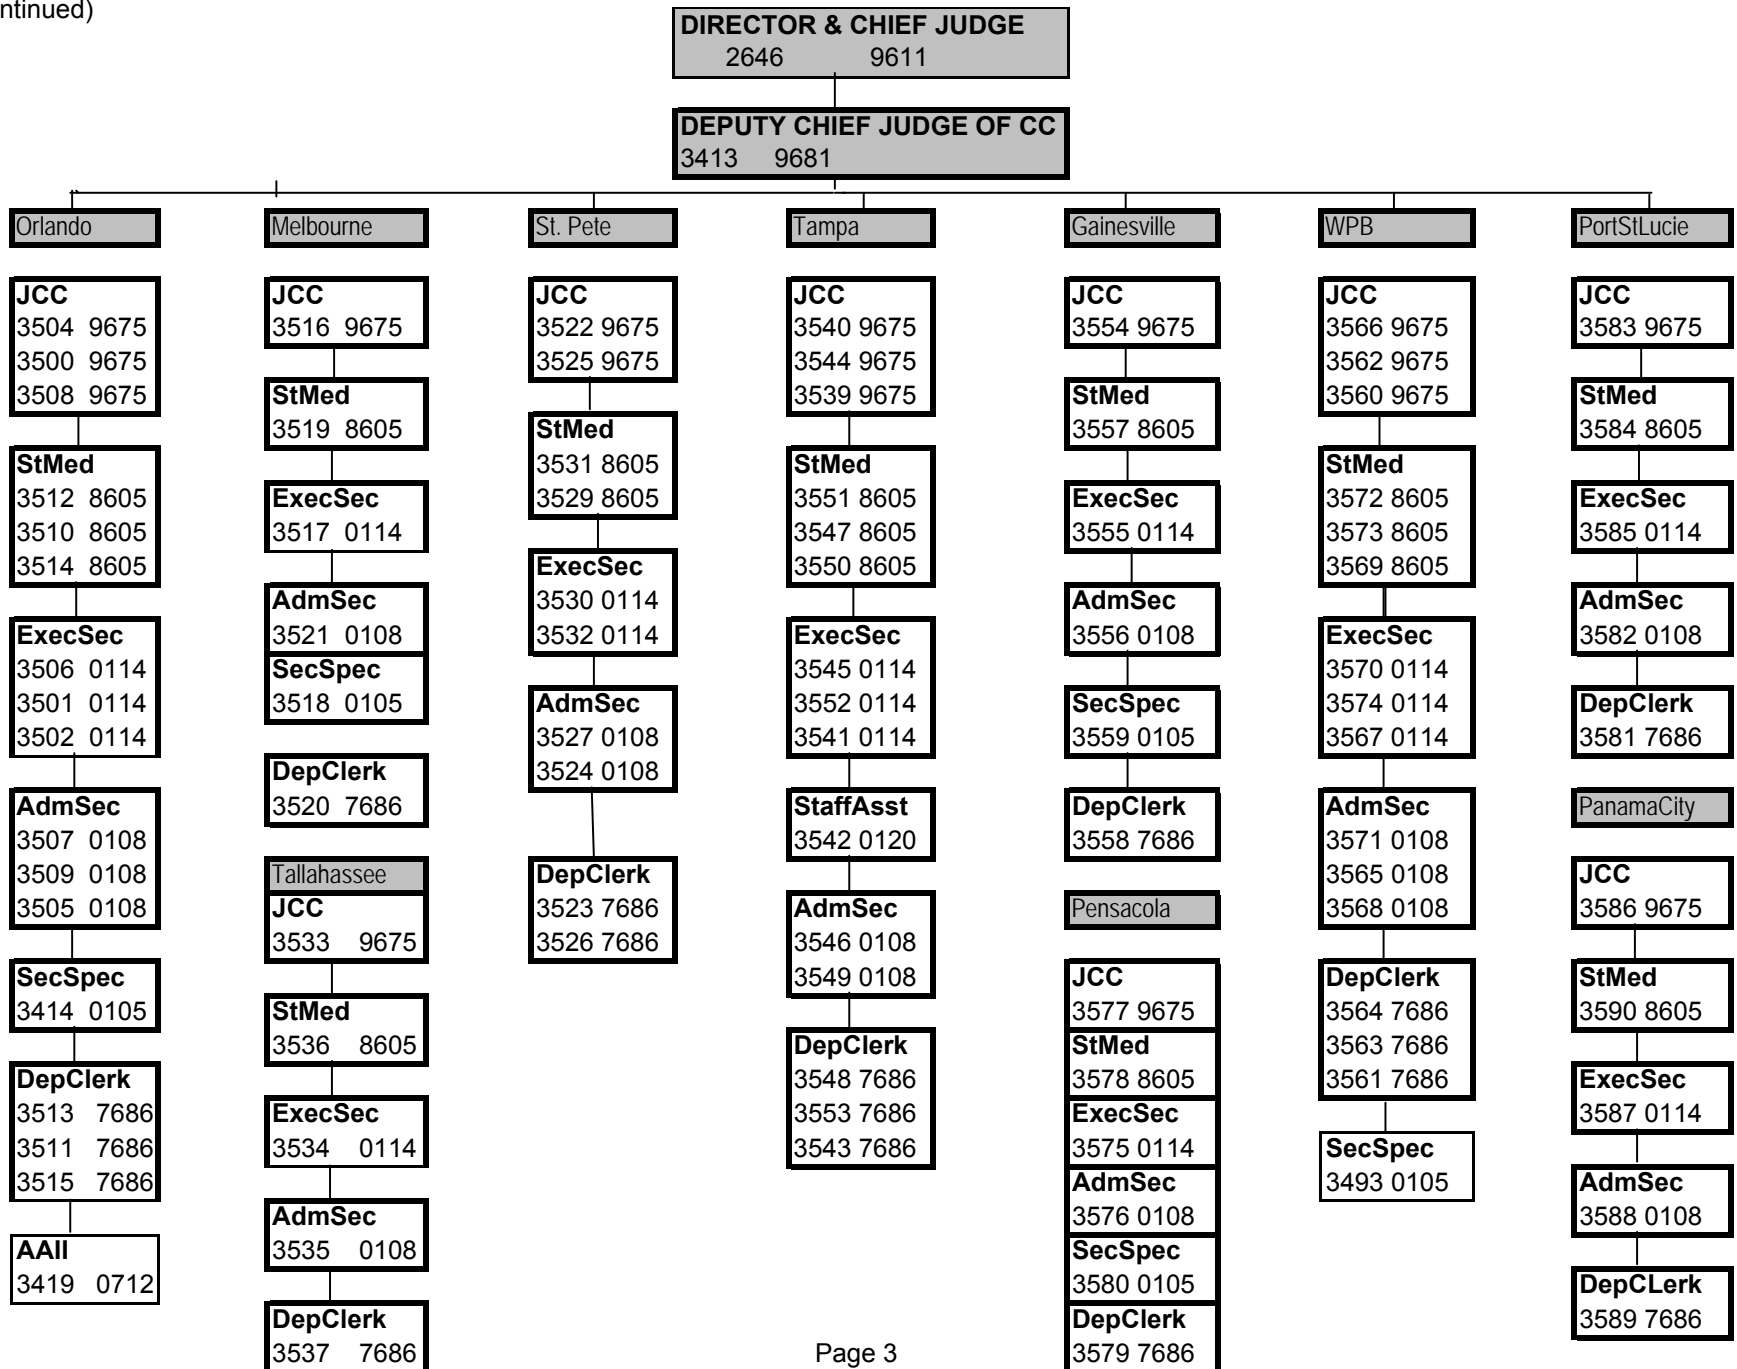 ntinued)
DIRECTOR & CHIEF JUDGE
2646 9611
DEPUTY CHIEF JUDGE OF CC
3413 9681
Orlando
JCC
3504 9675
3500 9675
3508 9675
StMed
3512 8605
3510 8605
3514 8605
ExecSec
3506 0114
3501 0114
3502 0114
AdmSec
3507 0108
3509 0108
3505 0108
SecSpec
3414 0105
DepClerk
3513 7686
3511 7686
3515 7686
AAII
3419 0712
Melbourne
JCC
3516 9675
StMed
3519 8605
ExecSec
3517 0114
AdmSec
3521 0108
SecSpec
3518 0105
DepClerk
3520 7686
Tallahassee
JCC
3533 9675
StMed
3536 8605
ExecSec
3534 0114
AdmSec
3535 0108
DepClerk
3537 7686
St. Pete
JCC
3522 9675
3525 9675
StMed
3531 8605
3529 8605
ExecSec
3530 0114
3532 0114
AdmSec
3527 0108
3524 0108
DepClerk
3523 7686
3526 7686
Tampa
JCC
3540 9675
3544 9675
3539 9675
StMed
3551 8605
3547 8605
3550 8605
ExecSec
3545 0114
3552 0114
3541 0114
StaffAsst
3542 0120
AdmSec
3546 0108
3549 0108
DepClerk
3548 7686
3553 7686
3543 7686
Gainesville
JCC
3554 9675
StMed
3557 8605
ExecSec
3555 0114
AdmSec
3556 0108
SecSpec
3559 0105
DepClerk
3558 7686
Pensacola
JCC
3577 9675
StMed
3578 8605
ExecSec
3575 0114
AdmSec
3576 0108
SecSpec
3580 0105
DepClerk
3579 7686
WPB
JCC
3566 9675
3562 9675
3560 9675
StMed
3572 8605
3573 8605
3569 8605
ExecSec
3570 0114
3574 0114
3567 0114
AdmSec
3571 0108
3565 0108
3568 0108
DepClerk
3564 7686
3563 7686
3561 7686
SecSpec
3493 0105
PortStLucie
JCC
3583 9675
StMed
3584 8605
ExecSec
3585 0114
AdmSec
3582 0108
DepClerk
3581 7686
PanamaCity
JCC
3586 9675
StMed
3590 8605
ExecSec
3587 0114
AdmSec
3588 0108
DepCLerk
3589 7686
Page 3